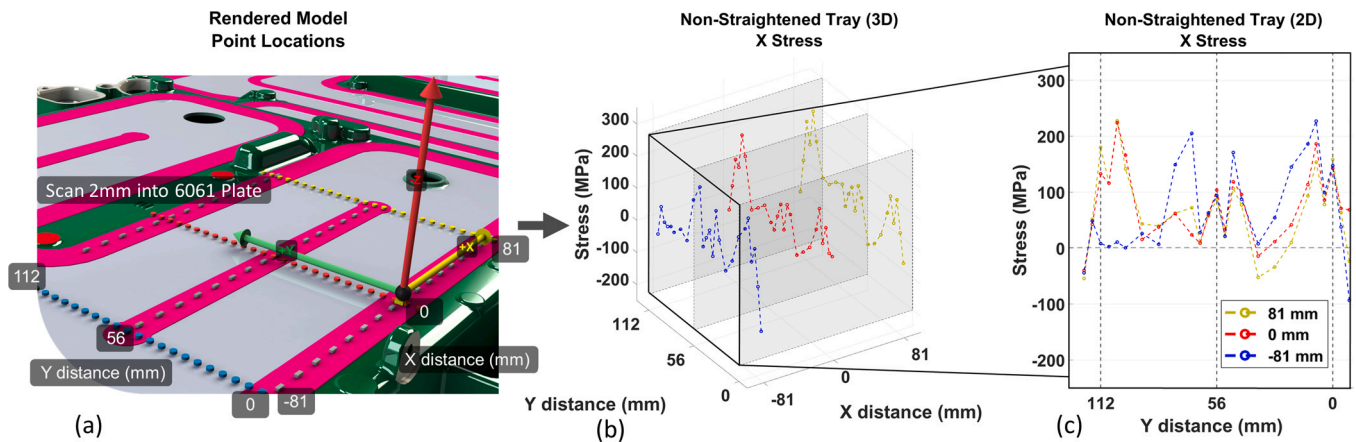 Rendered Model
Point Locations
Scan 2mm into 6061 Plate
+Y
+X
81
112
0
56
Y distance (mm)
X distance (mm)
0
-81
(a)
Non-Straightened Tray (3D)
X Stress
Stress (MPa)
300
200
100
0
-100
-200
112
56
0
Y distance (mm)
-81
0
81
X distance (mm)
(b)
Non-Straightened Tray (2D)
X Stress
Stress (MPa)
300
200
100
0
-100
-200
81 mm
0 mm
-81 mm
112
56
0
Y distance (mm)
(c)